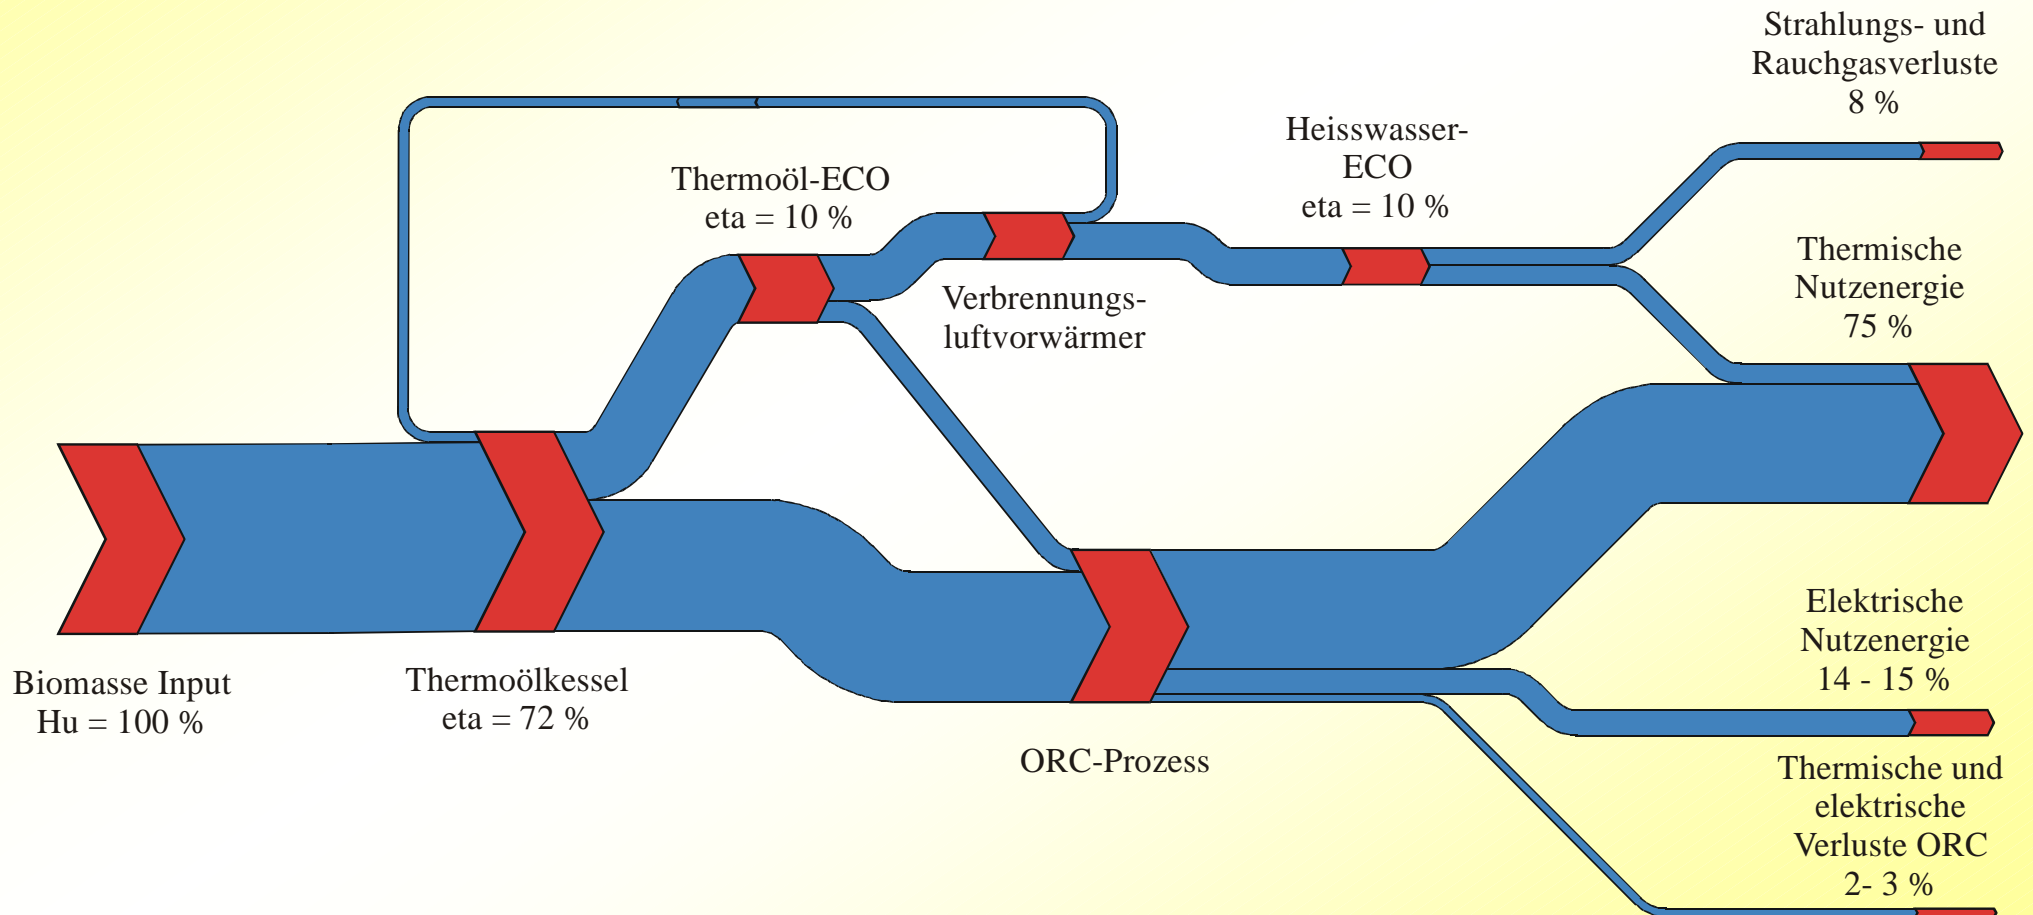 Strahlungs- und
Rauchgasverluste
8 %
Heisswasser-
ECO
eta = 10 %
Thermoöl-ECO
eta = 10 %
Thermische
Nutzenergie
75 %
Verbrennungs-
luftvorwärmer
Elektrische
Nutzenergie
14 - 15 %
Biomasse Input
Hu = 100 %
Thermoölkessel
eta = 72 %
ORC-Prozess
Thermische und
elektrische
Verluste ORC
2- 3 %